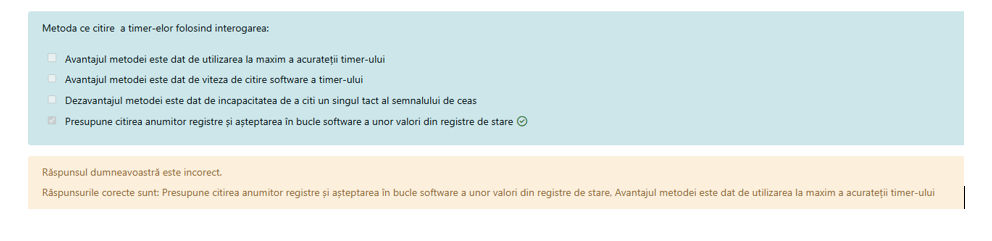 Metoda ce citire a timer-elor folosind interogarea:
Avantajul metodei este dat de utilizarea la maxim a acurateții timer-ului
Avantajul metodei este dat de viteza de citire software a timer-ului
Dezavantajul metodei este dat de incapacitatea de a citi un singul tact al semnalului de ceas
Presupune citirea anumitor registre și așteptarea în bucle software a unor valori din registre de stare
Răspunsul dumneavoastră este incorect.
Răspunsurile corecte sunt: Presupune citirea anumitor registre și așteptarea în bucle software a unor valori din registre de stare, Avantajul metodei este dat de utilizarea la maxim a acurateții timer-ului